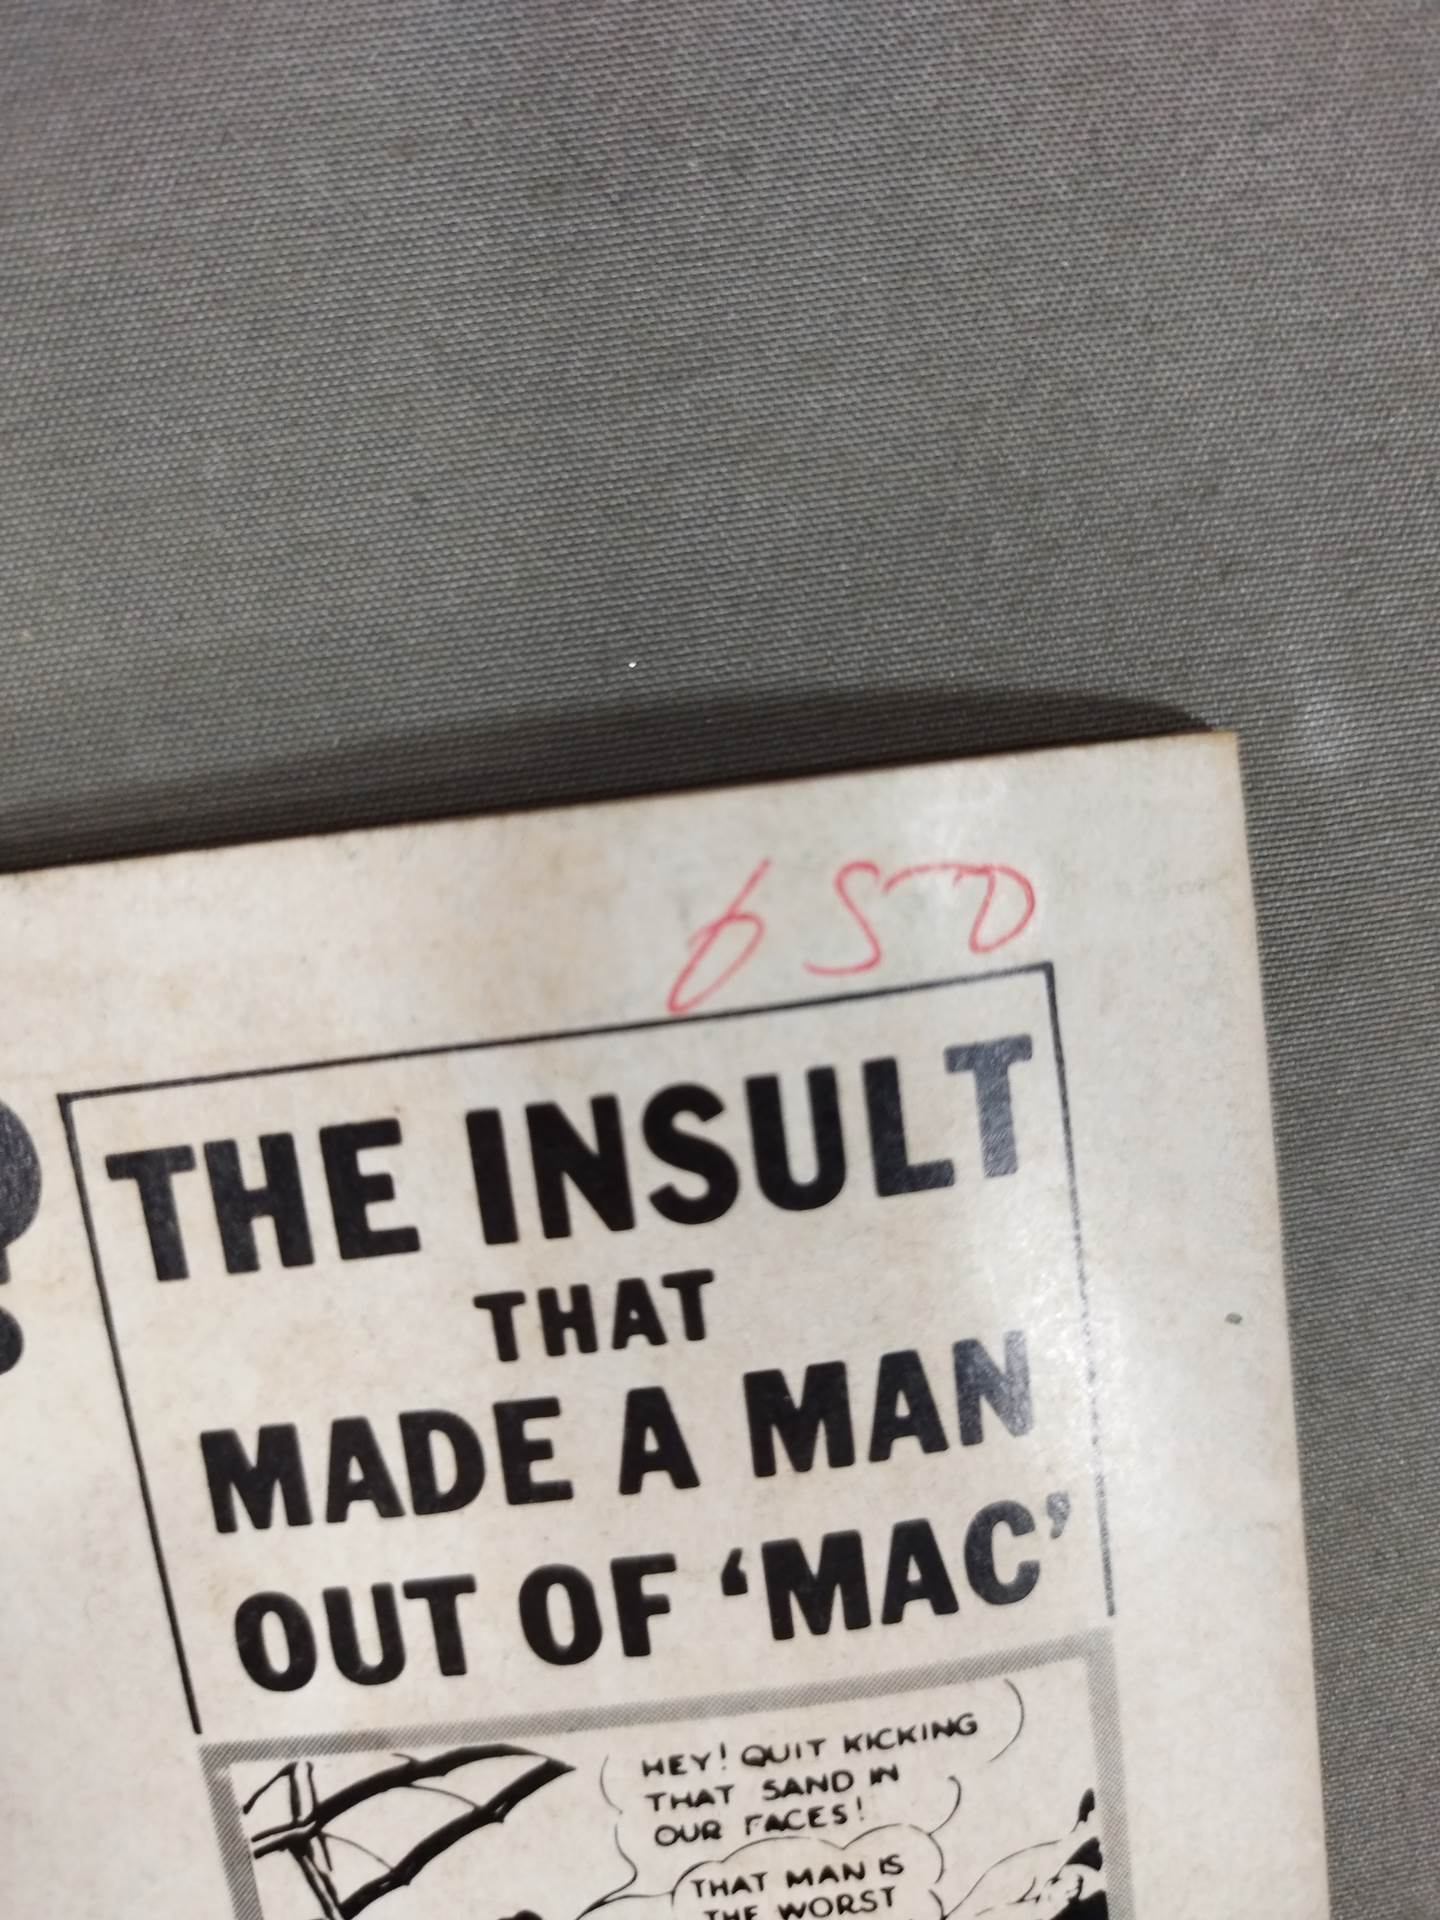 650
THE INSULT
THAT
MADE A MAN
OUT OF 'MAC'
HEY! QUIT KICKING
THAT SAND IN
OUR FACES!
THAT MAN IS
THE WORST